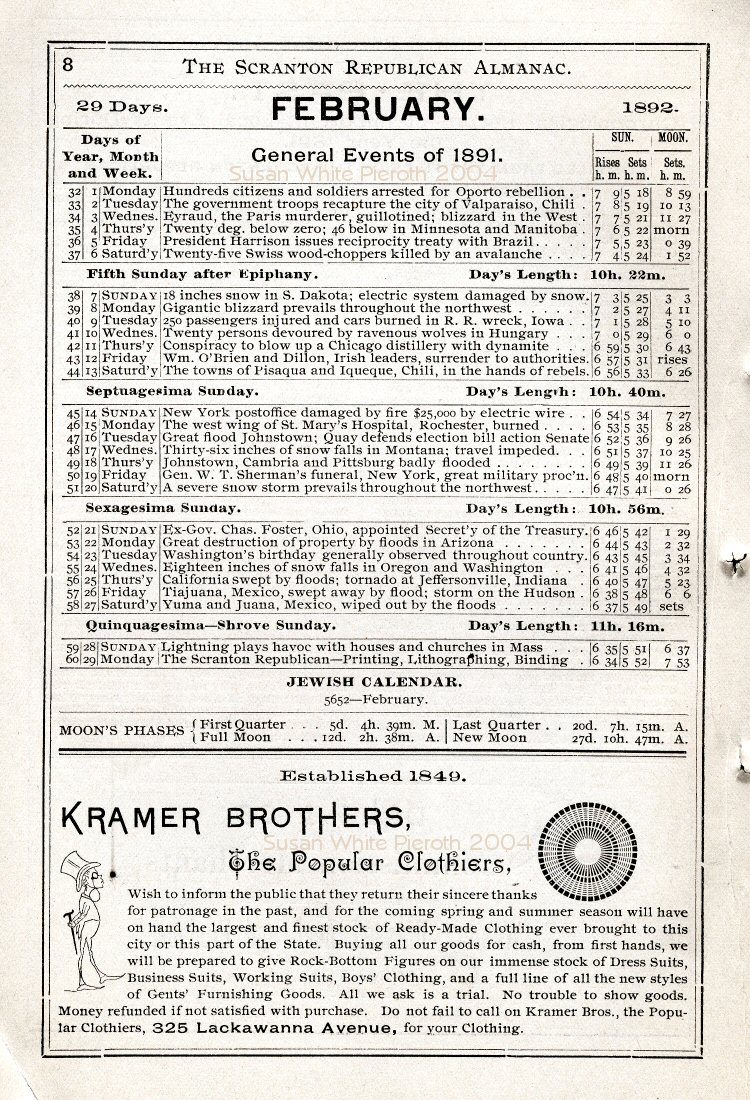 8 THE SCRANTON REPUBLICAN ALMANAC.
29 Days. FEBRUARY. 1892.
Days of Year, Month and Week. General Events of 1891. SUN. MOON.
Rises Sets Sets.
h. m. h. m. h. m.
Susan White Pieroth 2004
32 1 Monday Hundreds citizens and soldiers arrested for Oporto rebellion . . 7 9 5 18 8 59
33 2 Tuesday The government troops recapture the city of Valparaiso, Chili . 7 8 5 19 10 13
34 3 Wednes. Eyraud, the Paris murderer, guillotined; blizzard in the West . 7 7 5 21 11 27
35 4 Thurs'y Twenty deg. below zero; 46 below in Minnesota and Manitoba . 7 6 5 22 morn
36 5 Friday President Harrison issues reciprocity treaty with Brazil . . . . . 7 5 5 23 0 39
37 6 Saturd'y Twenty-five Swiss wood-choppers killed by an avalanche . . . . 7 4 5 24 1 52
Fifth Sunday after Epiphany. Day's Length: 10h. 22m.
38 7 SUNDAY 18 inches snow in S. Dakota; electric system damaged by snow. 7 3 5 25 3 3
39 8 Monday Gigantic blizzard prevails throughout the northwest . . . . . . 7 2 5 27 4 11
40 9 Tuesday 250 passengers injured and cars burned in R. R. wreck, Iowa . . 7 1 5 28 5 10
41 10 Wednes. Twenty persons devoured by ravenous wolves in Hungary . . . 7 0 5 29 6 0
42 11 Thurs'y Conspiracy to blow up a Chicago distillery with dynamite . . . 6 59 5 30 6 43
43 12 Friday Wm. O'Brien and Dillon, Irish leaders, surrender to authorities. 6 57 5 31 rises
44 13 Saturd'y The towns of Pisaqua and Iqueque, Chili, in the hands of rebels. 6 56 5 33 6 26
Septuagesima Sunday. Day's Length: 10h. 40m.
45 14 SUNDAY New York postoffice damaged by fire $25,000 by electric wire . . 6 54 5 34 7 27
46 15 Monday The west wing of St. Mary's Hospital, Rochester, burned . . . . 6 53 5 35 8 28
47 16 Tuesday Great flood Johnstown; Quay defends election bill action Senate 6 52 5 36 9 26
48 17 Wednes. Thirty-six inches of snow falls in Montana; travel impeded. . . 6 51 5 37 10 25
49 18 Thurs'y Johnstown, Cambria and Pittsburg badly flooded . . . . . . . . 6 49 5 39 11 26
50 19 Friday Gen. W. T. Sherman's funeral, New York, great military proc'n. 6 48 5 40 morn
51 20 Saturd'y A severe snow storm prevails throughout the northwest . . . . . 6 47 5 41 0 26
Sexagesima Sunday. Day's Length: 10h. 56m.
52 21 SUNDAY Ex-Gov. Chas. Foster, Ohio, appointed Secret'y of the Treasury. 6 46 5 42 1 29
53 22 Monday Great destruction of property by floods in Arizona . . . . . . . 6 44 5 43 2 32
54 23 Tuesday Washington's birthday generally observed throughout country. 6 43 5 45 3 34
55 24 Wednes. Eighteen inches of snow falls in Oregon and Washington . . . 6 41 5 46 4 32
56 25 Thurs'y California swept by floods; tornado at Jeffersonville, Indiana . 6 40 5 47 5 23
57 26 Friday Tiajuana, Mexico, swept away by flood; storm on the Hudson . 6 38 5 48 6 6
58 27 Saturd'y Yuma and Juana, Mexico, wiped out by the floods . . . . . . . 6 37 5 49 sets
Quinquagesima—Shrove Sunday. Day's Length: 11h. 16m.
59 28 SUNDAY Lightning plays havoc with houses and churches in Mass . . . 6 35 5 51 6 37
60 29 Monday The Scranton Republican—Printing, Lithographing, Binding . 6 34 5 52 7 53
JEWISH CALENDAR.
5652—February.
MOON'S PHASES { First Quarter . . . 5d. 4h. 39m. M. | Last Quarter . . 20d. 7h. 15m. A.
Full Moon . . . 12d. 2h. 38m. A. | New Moon 27d. 10h. 47m. A.
Established 1849.
KRAMER BROTHERS,
Susan White Pieroth 2004
The Popular Clothiers,
Wish to inform the public that they return their sincere thanks
for patronage in the past, and for the coming spring and summer season will have
on hand the largest and finest stock of Ready-Made Clothing ever brought to this
city or this part of the State. Buying all our goods for cash, from first hands, we
will be prepared to give Rock-Bottom Figures on our immense stock of Dress Suits,
Business Suits, Working Suits, Boys' Clothing, and a full line of all the new styles
of Gents' Furnishing Goods. All we ask is a trial. No trouble to show goods.
Money refunded if not satisfied with purchase. Do not fail to call on Kramer Bros., the Popu-
lar Clothiers, 325 Lackawanna Avenue, for your Clothing.